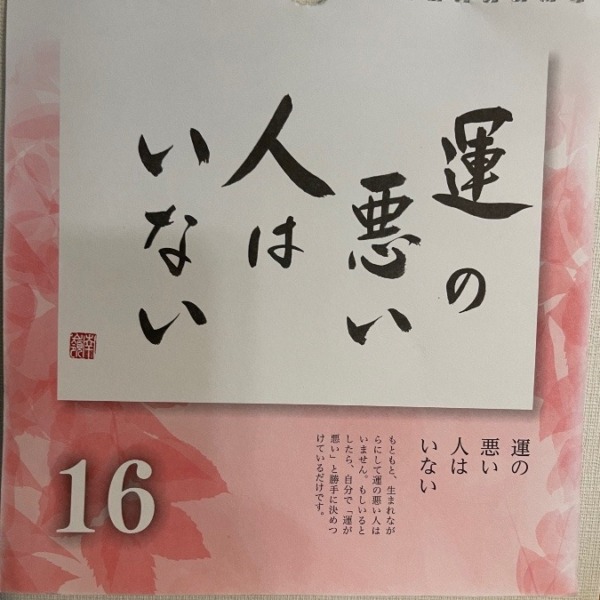 運の
悪い
人は
いない
運の
悪い
人は
いない
もともと、生まれなが
らにして運の悪い人は
いません。もしいると
したら、自分で「運が
悪い」と勝手に決めつ
けているだけです。
16